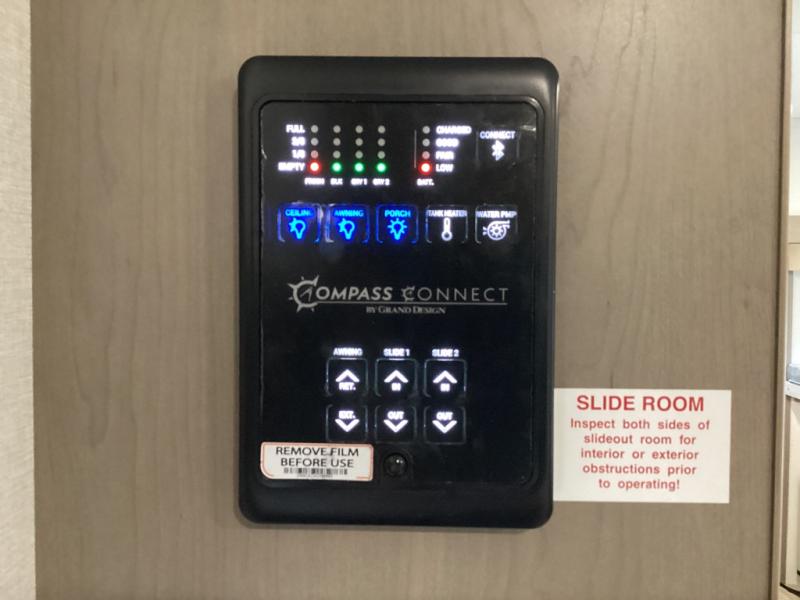 FULL
2/3
1/3
EMPTY
FRESH BLK GRY 1 GRY 2
CHARGED
GOOD
FAIR
LOW
BATT.
CONNECT
CEILING AWNING PORCH TANK HEATER WATER PMP
COMPASS CONNECT
BY GRAND DESIGN
AWNING SLIDE 1 SLIDE 2
RET. IN IN
EXT. OUT OUT
REMOVE FILM
BEFORE USE
SLIDE ROOM
Inspect both sides of
slideout room for
interior or exterior
obstructions prior
to operating!